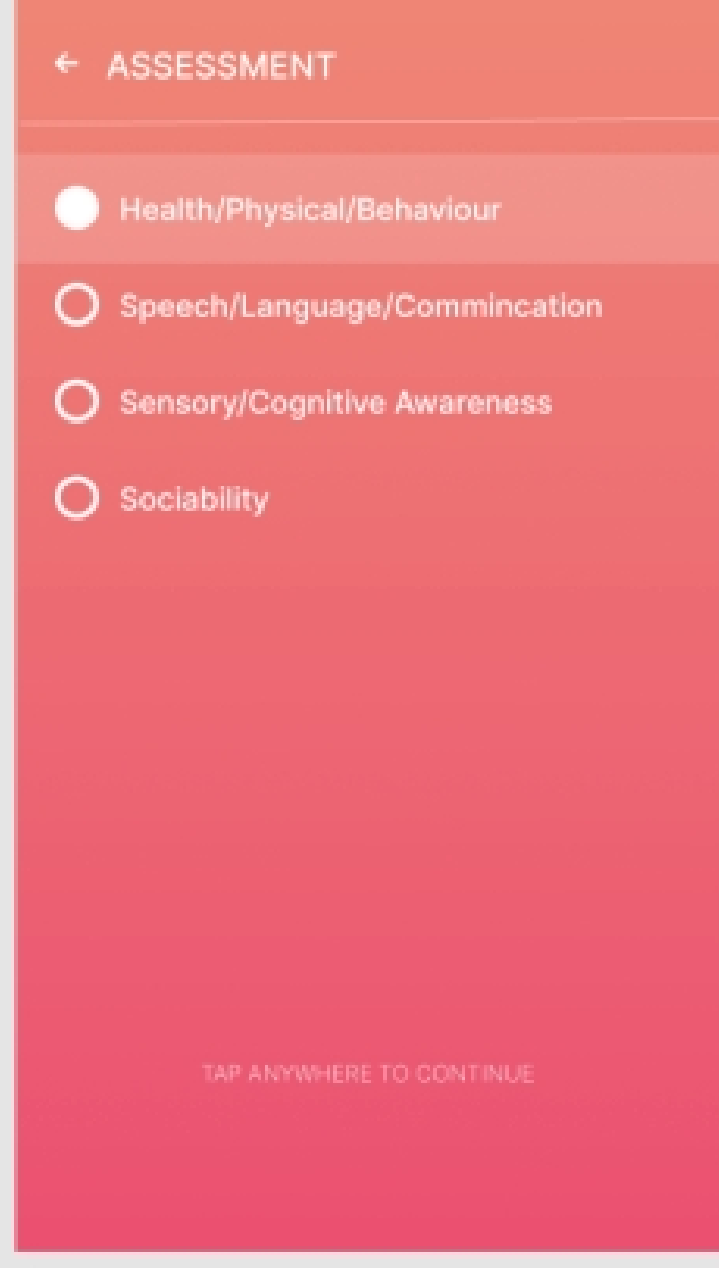 ASSESSMENT
Health/Physical/Behaviour
Speech/Language/Commincation
Sensory/Cognitive Awareness
Sociability
TAP ANYWHERE TO CONTINUE